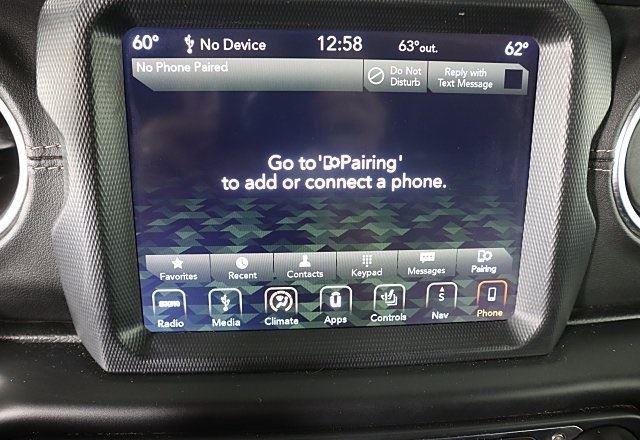 60° No Device 12:58 63°out. 62°
No Phone Paired
Do Not
Disturb
Reply with
Text Message
Go to 'Pairing'
to add or connect a phone.
Favorites Recent Contacts Keypad Messages Pairing
S
Radio Media Climate Apps Controls Nav Phone